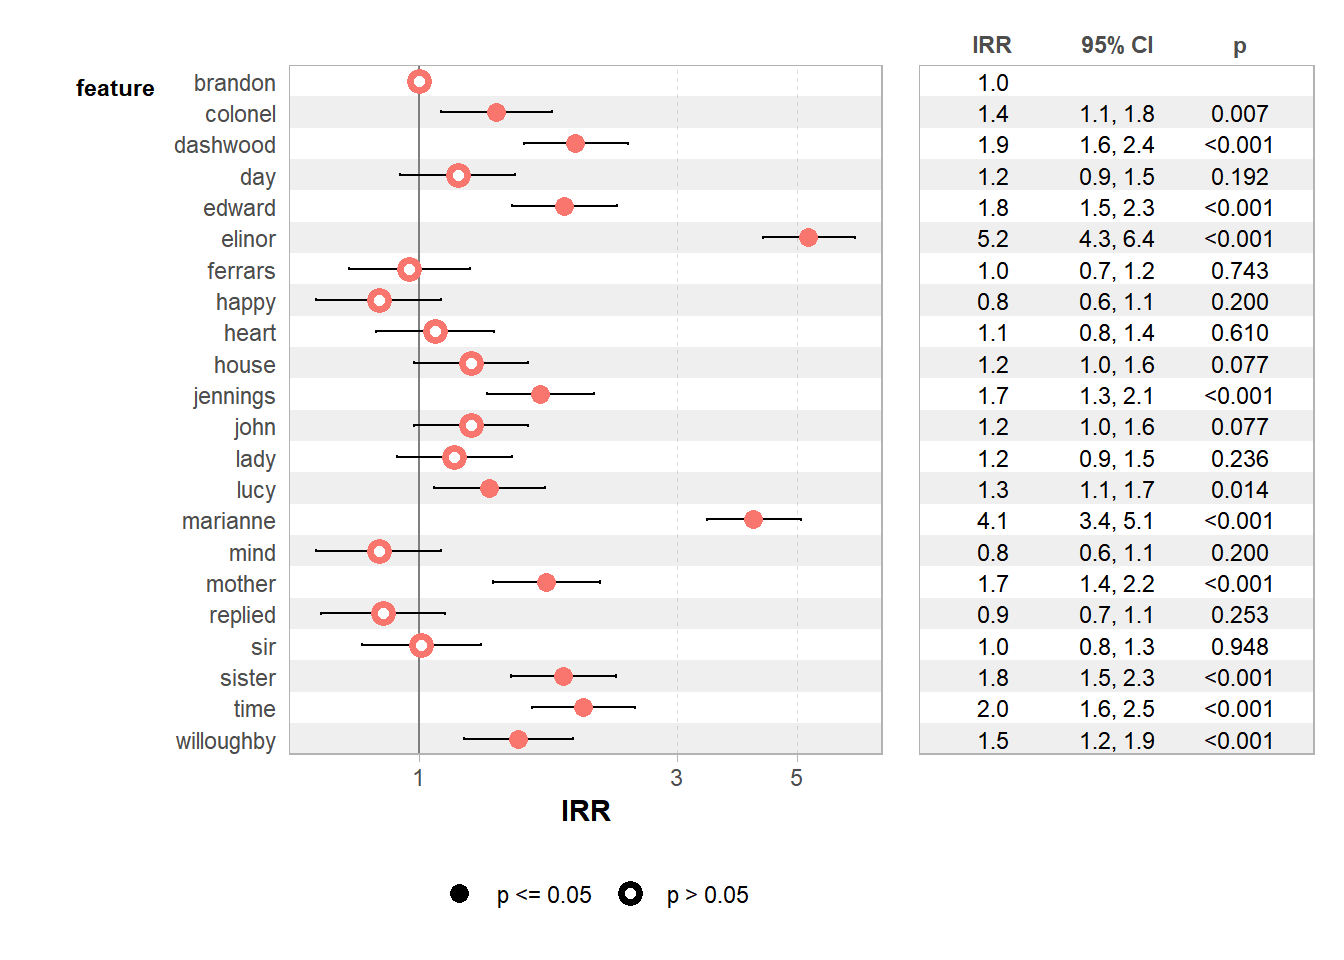 IRR 95% CI p
feature brandon 1.0
colonel 1.4 1.1, 1.8 0.007
dashwood 1.9 1.6, 2.4 <0.001
day 1.2 0.9, 1.5 0.192
edward 1.8 1.5, 2.3 <0.001
elinor 5.2 4.3, 6.4 <0.001
ferrars 1.0 0.7, 1.2 0.743
happy 0.8 0.6, 1.1 0.200
heart 1.1 0.8, 1.4 0.610
house 1.2 1.0, 1.6 0.077
jennings 1.7 1.3, 2.1 <0.001
john 1.2 1.0, 1.6 0.077
lady 1.2 0.9, 1.5 0.236
lucy 1.3 1.1, 1.7 0.014
marianne 4.1 3.4, 5.1 <0.001
mind 0.8 0.6, 1.1 0.200
mother 1.7 1.4, 2.2 <0.001
replied 0.9 0.7, 1.1 0.253
sir 1.0 0.8, 1.3 0.948
sister 1.8 1.5, 2.3 <0.001
time 2.0 1.6, 2.5 <0.001
willoughby 1.5 1.2, 1.9 <0.001
1 3 5
IRR
p <= 0.05 p > 0.05